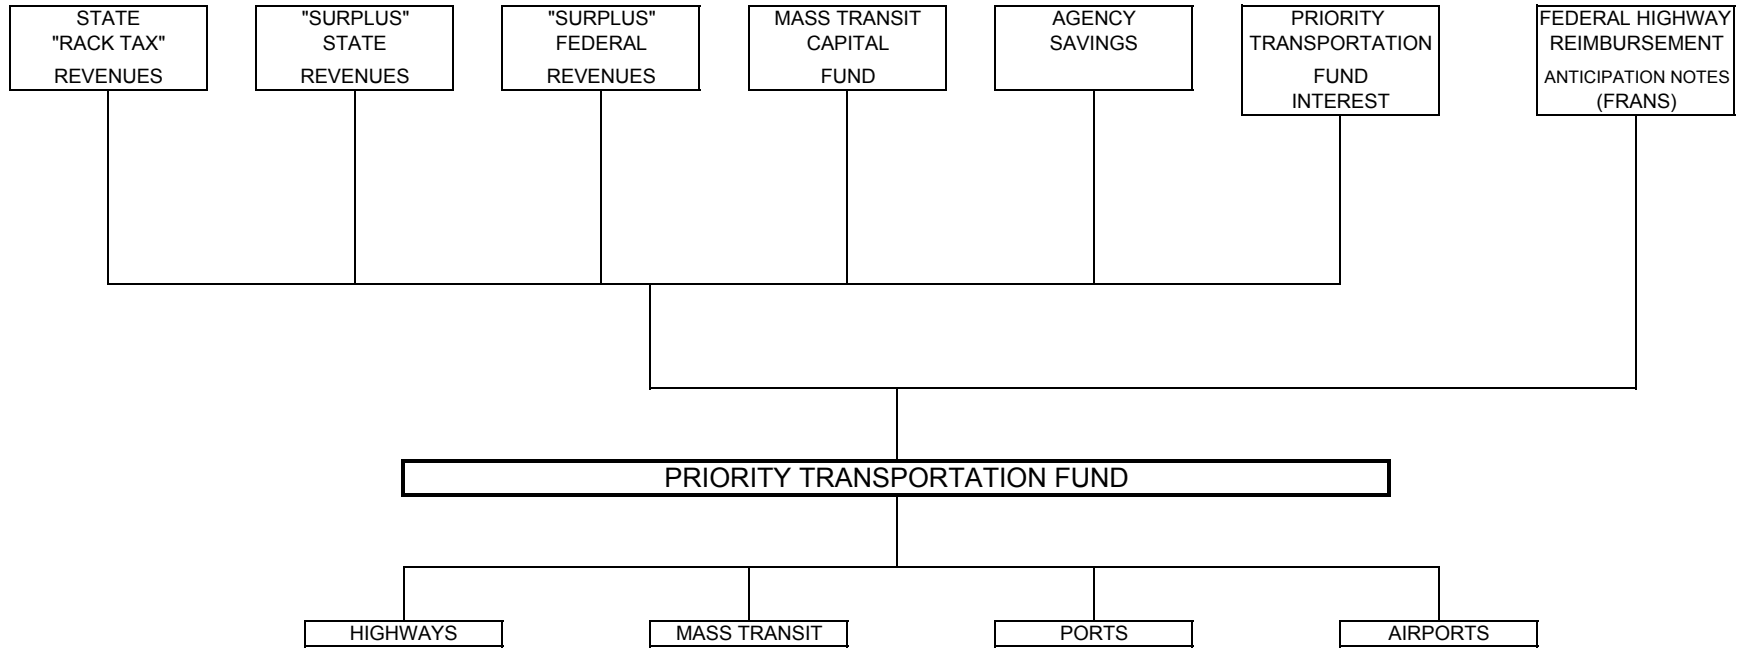 STATE
"RACK TAX"
REVENUES
"SURPLUS"
STATE
REVENUES
"SURPLUS"
FEDERAL
REVENUES
MASS TRANSIT
CAPITAL
FUND
AGENCY
SAVINGS
PRIORITY
TRANSPORTATION
FUND
INTEREST
FEDERAL HIGHWAY
REIMBURSEMENT
ANTICIPATION NOTES
(FRANS)
PRIORITY TRANSPORTATION FUND
HIGHWAYS
MASS TRANSIT
PORTS
AIRPORTS